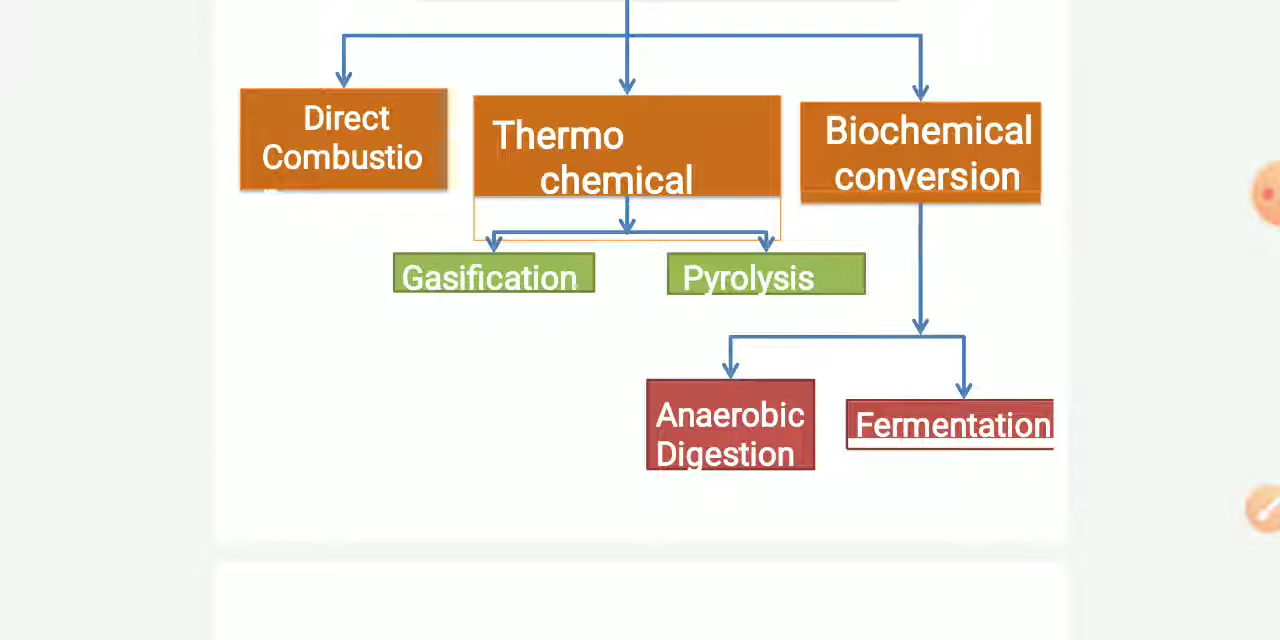 Direct
Combustio
Thermo
chemical
Biochemical
conversion
Gasification
Pyrolysis
Anaerobic
Digestion
Fermentation